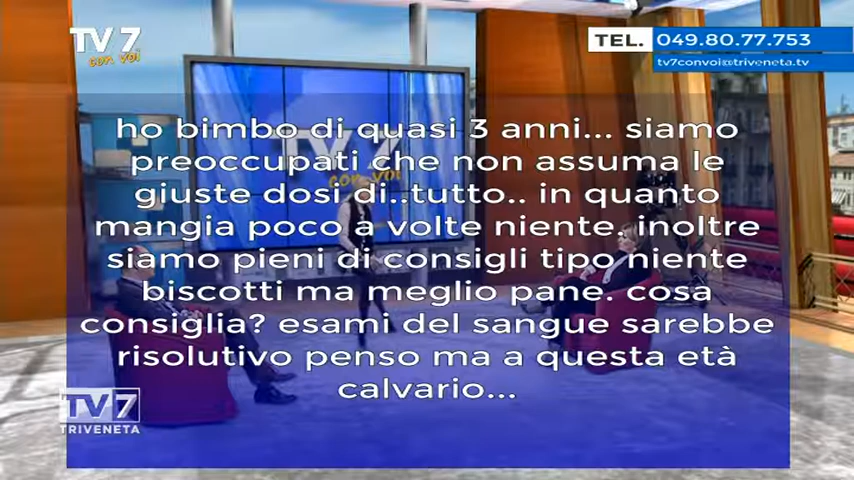 TV7
con voi
TEL. 049.80.77.753
tv7convoi@triveneta.tv
TV7
con voi
ho bimbo di quasi 3 anni... siamo
preoccupati che non assuma le
giuste dosi di..tutto.. in quanto
mangia poco a volte niente. inoltre
siamo pieni di consigli tipo niente
biscotti ma meglio pane. cosa
consiglia? esami del sangue sarebbe
risolutivo penso ma a questa età
calvario...
TV7
TRIVENETA